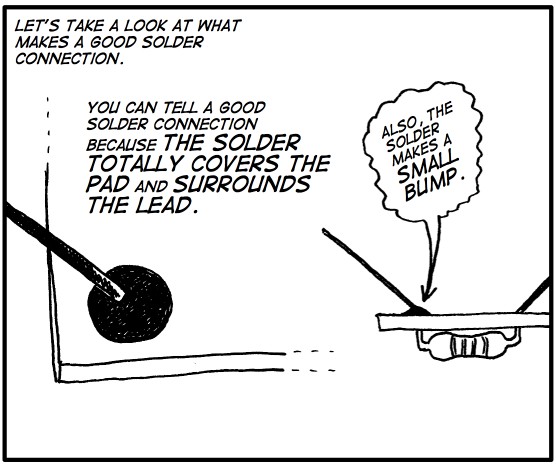 LET'S TAKE A LOOK AT WHAT
MAKES A GOOD SOLDER
CONNECTION.
YOU CAN TELL A GOOD
SOLDER CONNECTION
BECAUSE THE SOLDER
TOTALLY COVERS THE
PAD AND SURROUNDS
THE LEAD.
ALSO, THE
SOLDER
MAKES A
SMALL
BUMP.